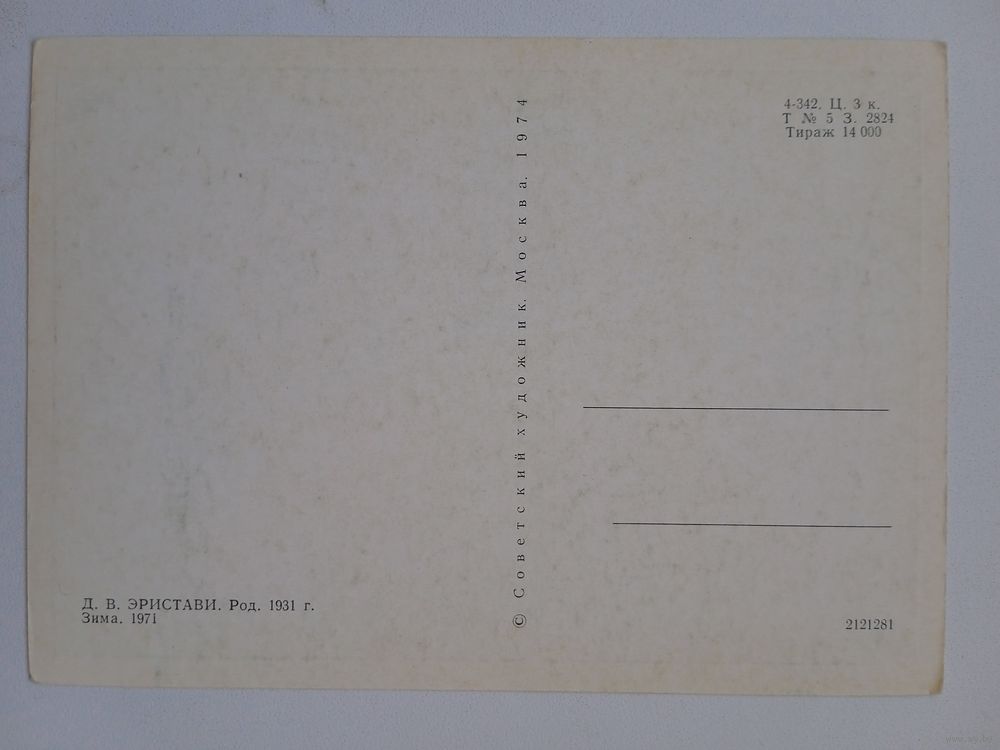 4-342. Ц. 3 к.
Т № 5 З. 2824
Тираж 14 000
© Советский художник. Москва. 1974
Д. В. ЭРИСТАВИ. Род. 1931 г.
Зима. 1971
2121281